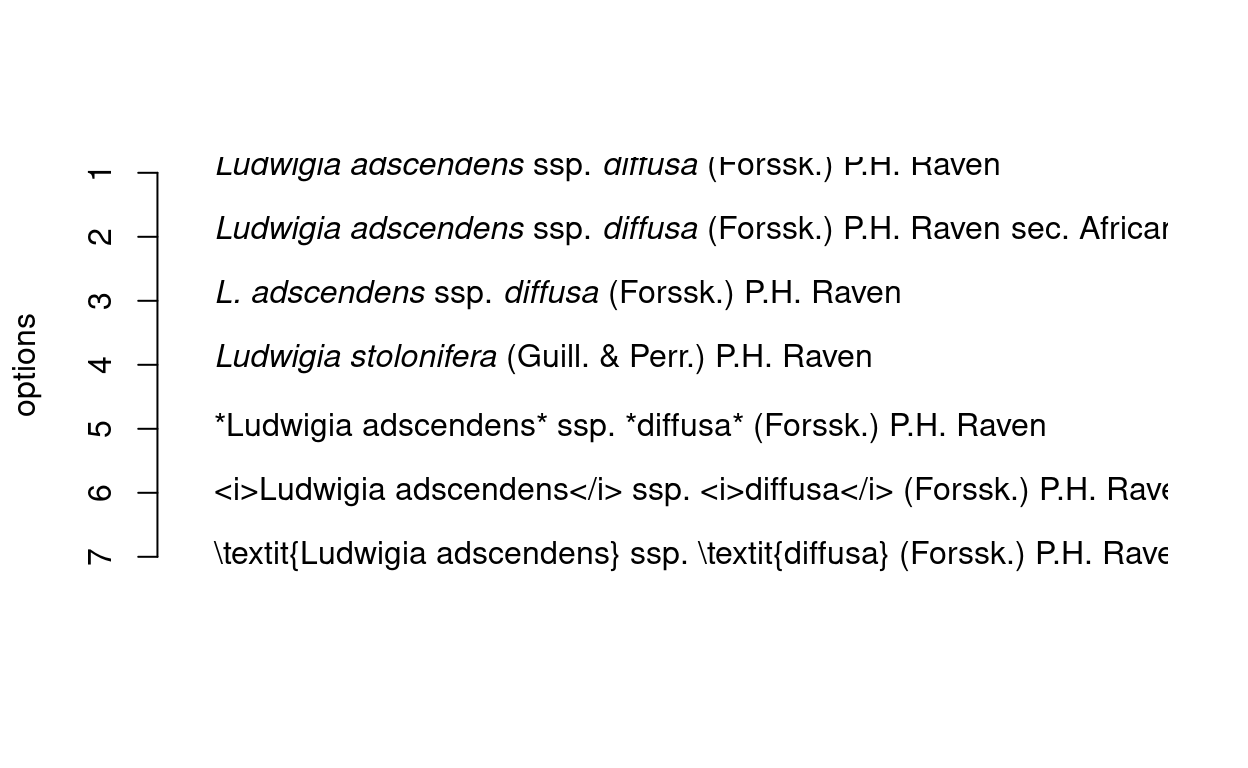 options
1 Ludwigia adscendens ssp. diffusa (Forssk.) P.H. Raven
2 Ludwigia adscendens ssp. diffusa (Forssk.) P.H. Raven sec.
3 L. adscendens ssp. diffusa (Forssk.) P.H. Raven
4 Ludwigia stolonifera (Guill. & Perr.) P.H. Raven
5 *Ludwigia adscendens* ssp. *diffusa* (Forssk.) P.H. Raven
6 <i>Ludwigia adscendens</i> ssp. <i>diffusa</i> (Forssk.) P.H. Rave
7 \textit{Ludwigia adscendens} ssp. \textit{diffusa} (Forssk.) P.H. Rave